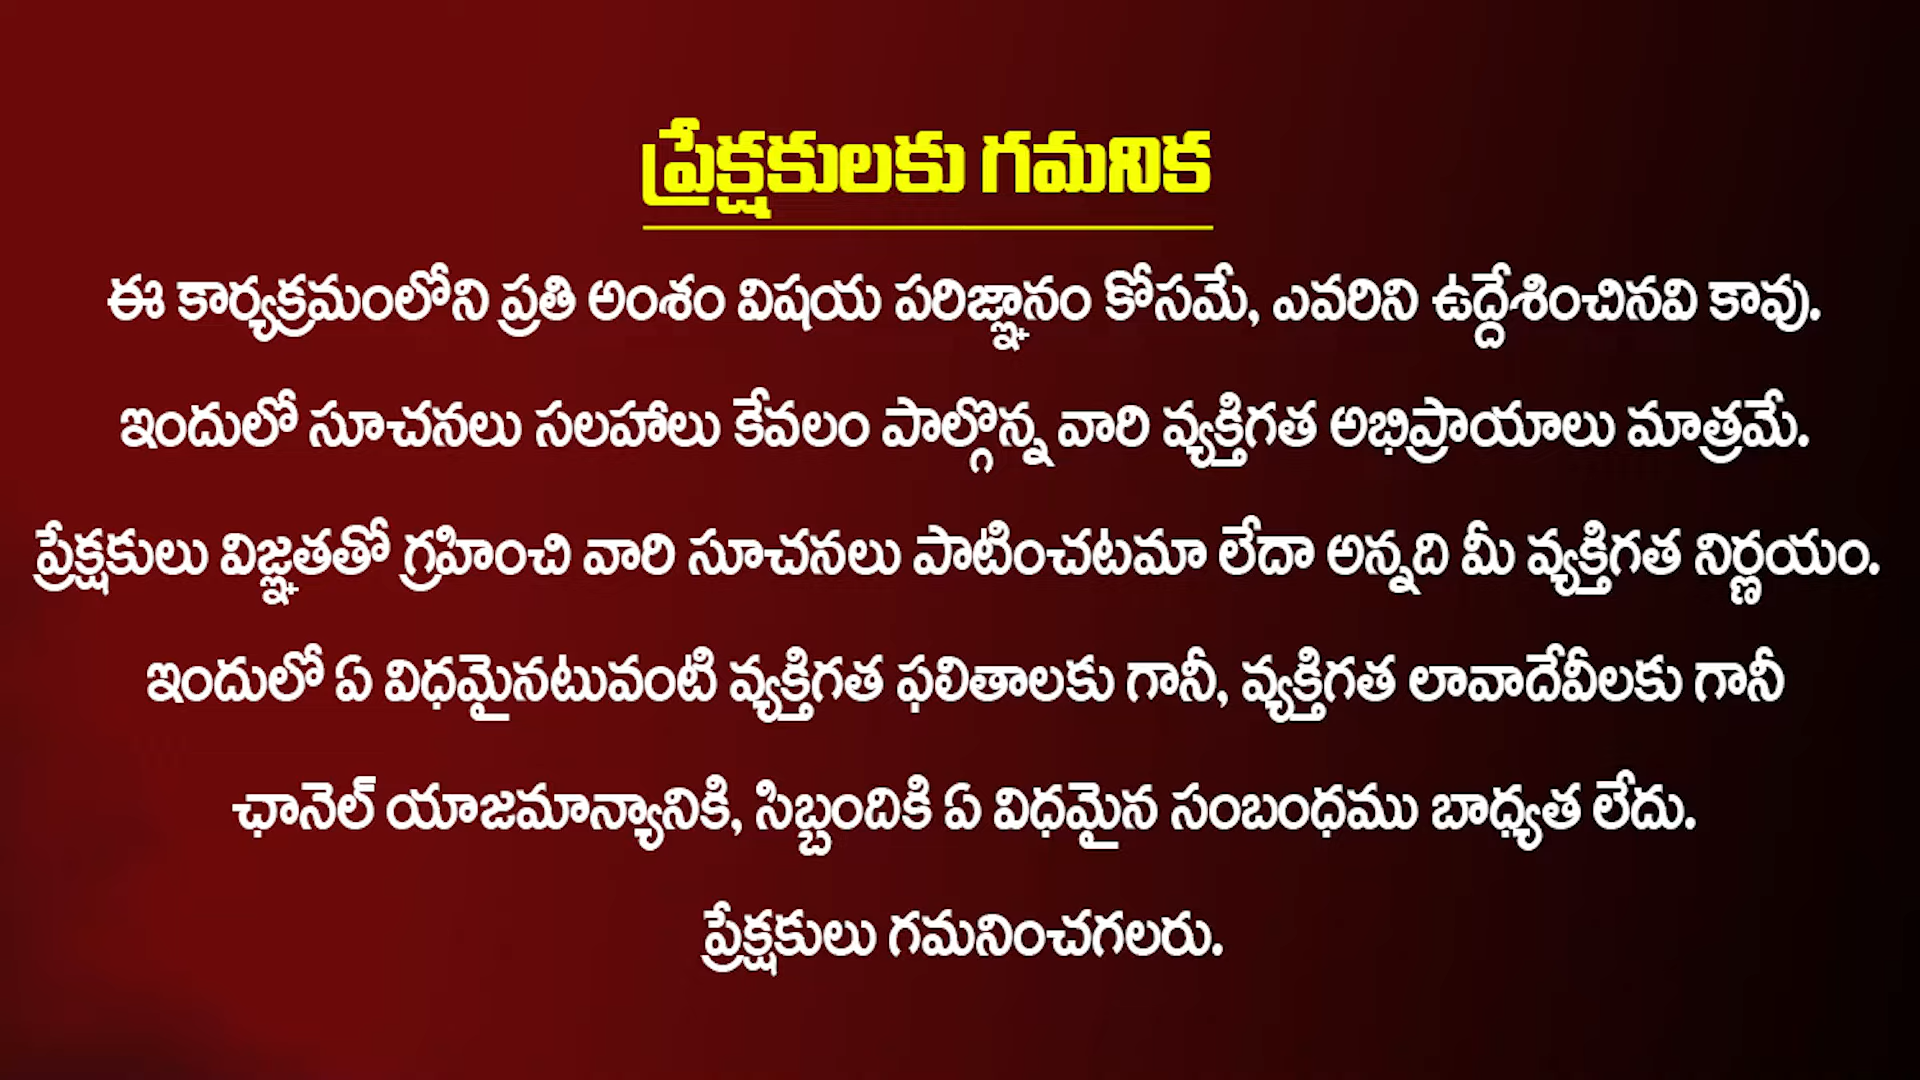 ప్రేక్షకులకు గమనిక
ఈ కార్యక్రమంలోని ప్రతి అంశం విషయ పరిజ్ఞానం కోసమే, ఎవరిని ఉద్దేశించినవి కావు.
ఇందులో సూచనలు సలహాలు కేవలం పాల్గొన్న వారి వ్యక్తిగత అభిప్రాయాలు మాత్రమే.
ప్రేక్షకులు విజ్ఞతతో గ్రహించి వారి సూచనలు పాటించటమా లేదా అన్నది మీ వ్యక్తిగత నిర్ణయం.
ఇందులో ఏ విధమైనటువంటి వ్యక్తిగత ఫలితాలకు గానీ, వ్యక్తిగత లావాదేవీలకు గానీ
ఛానెల్ యాజమాన్యానికి, సిబ్బందికి ఏ విధమైన సంబంధము బాధ్యత లేదు.
ప్రేక్షకులు గమనించగలరు.